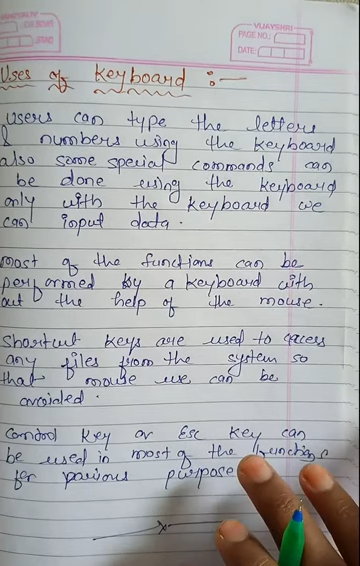 VIJAYSHRI
PAGE NO.:
DATE:
Uses of Keyboard :-
users can type the letters
& numbers using the keyboard
also some special commands can
be done using the keyboard
only with the keyboard we
can input data.
most of the functions can be
performed by a keyboard with
out the help of the mouse.
Shortcut keys are used to access
any files from the system so
that mouse use can be
avoided.
Control key or Esc key can
be used in most of the functions
for various purpose